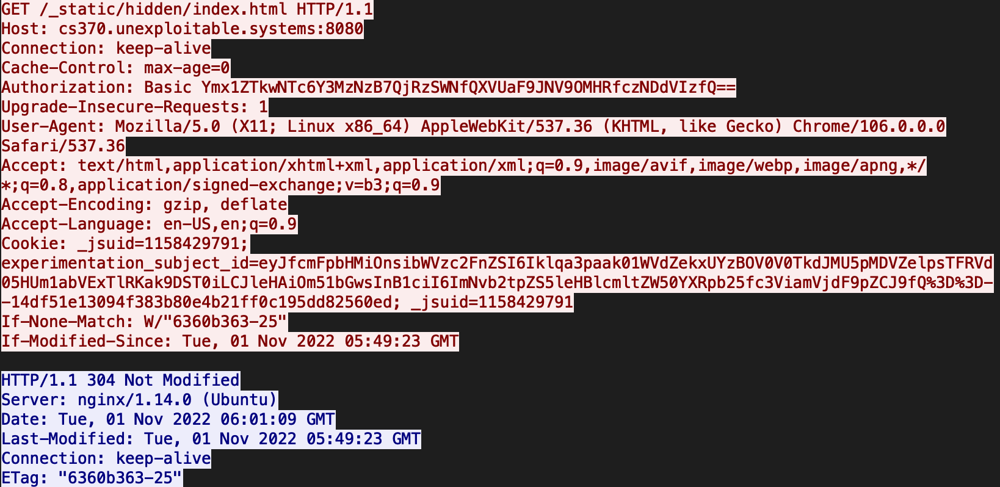 GET /_static/hidden/index.html HTTP/1.1
Host: cs370.unexploitable.systems:8080
Connection: keep-alive
Cache-Control: max-age=0
Authorization: Basic Ymx1ZTkwNTc6Y3MzNzB7QjRzSWNfQXVUaF9JNV9OMHRfczNDdVIzfQ==
Upgrade-Insecure-Requests: 1
User-Agent: Mozilla/5.0 (X11; Linux x86_64) AppleWebKit/537.36 (KHTML, like Gecko) Chrome/106.0.0.0
Safari/537.36
Accept: text/html,application/xhtml+xml,application/xml;q=0.9,image/avif,image/webp,image/apng,*/
*;q=0.8,application/signed-exchange;v=b3;q=0.9
Accept-Encoding: gzip, deflate
Accept-Language: en-US,en;q=0.9
Cookie: _jsuid=1158429791;
experimentation_subject_id=eyJfcmFpbHMiOnsibWVzc2FnZSI6Iklqa3paak01WVdZekxUYzBOV0V0TkdJMU5pMDVZelpsTFRVd
05HUm1abVExTlRKak9DST0iLCJleHAiOm51bGwsInB1ciI6ImNvb2tpZS5leHBlcmltZW50YXRpb25fc3ViamVjdF9pZCJ9fQ%3D%3D-
-14df51e13094f383b80e4b21ff0c195dd82560ed; _jsuid=1158429791
If-None-Match: W/"6360b363-25"
If-Modified-Since: Tue, 01 Nov 2022 05:49:23 GMT
HTTP/1.1 304 Not Modified
Server: nginx/1.14.0 (Ubuntu)
Date: Tue, 01 Nov 2022 06:01:09 GMT
Last-Modified: Tue, 01 Nov 2022 05:49:23 GMT
Connection: keep-alive
ETag: "6360b363-25"